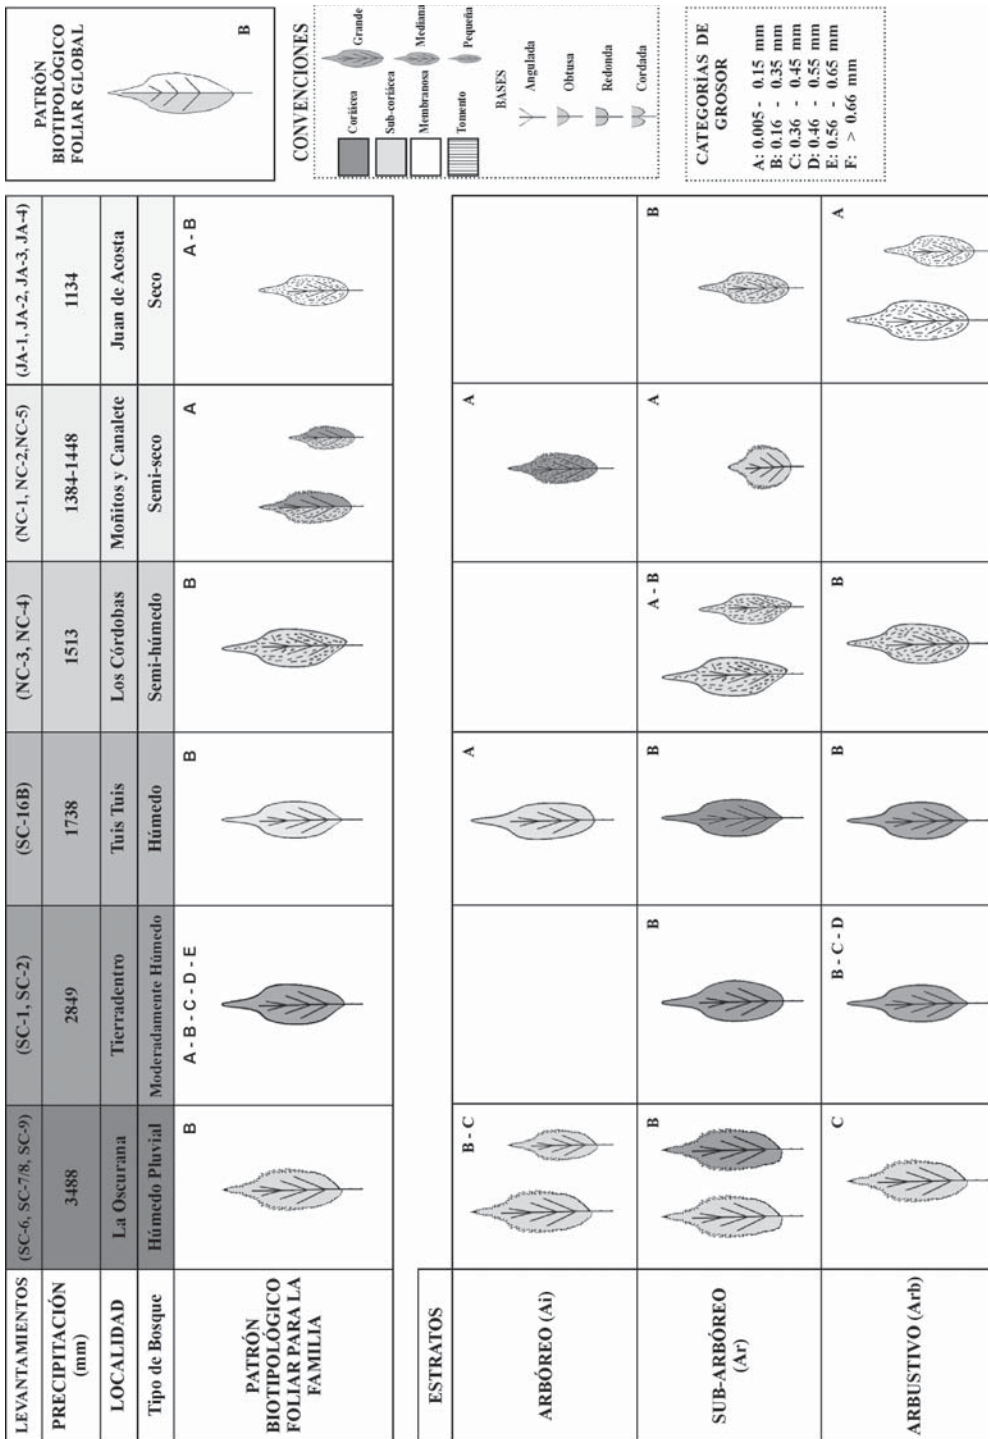 LEVANTAMIENTOS (SC-6, SC-7/8, SC-9) (SC-1, SC-2) (SC-16B) (NC-3, NC-4) (NC-1, NC-2,NC-5) (JA-1, JA-2, JA-3, JA-4)
PRECIPITACIÓN (mm) 3488 2849 1738 1513 1384-1448 1134
LOCALIDAD La Oscurana Tierradentro Tuis Tuis Los Córdobas Moñitos y Canalete Juan de Acosta
Tipo de Bosque Húmedo Pluvial Moderadamente Húmedo Húmedo Semi-húmedo Semi-seco Seco
B A - B - C - D - E B B A A - B
PATRÓN
BIOTIPOLÓGICO
FOLIAR PARA LA
FAMILIA
ESTRATOS
B - C A A
ARBÓREO (Ai)
B B B A - B A B
SUB-ARBÓREO
(Ar)
C B - C - D B B A
ARBUSTIVO (Arb)
PATRÓN
BIOTIPOLÓGICO
FOLIAR GLOBAL
B
CONVENCIONES
Coriácea
Sub-coriácea
Membranosa
Tomento
Grande
Mediana
Pequeña
BASES
Angulada
Obtusa
Redonda
Cordada
CATEGORÍAS DE
GROSOR
A: 0.005 - 0.15 mm
B: 0.16 - 0.35 mm
C: 0.36 - 0.45 mm
D: 0.46 - 0.55 mm
E: 0.56 - 0.65 mm
F: > 0.66 mm